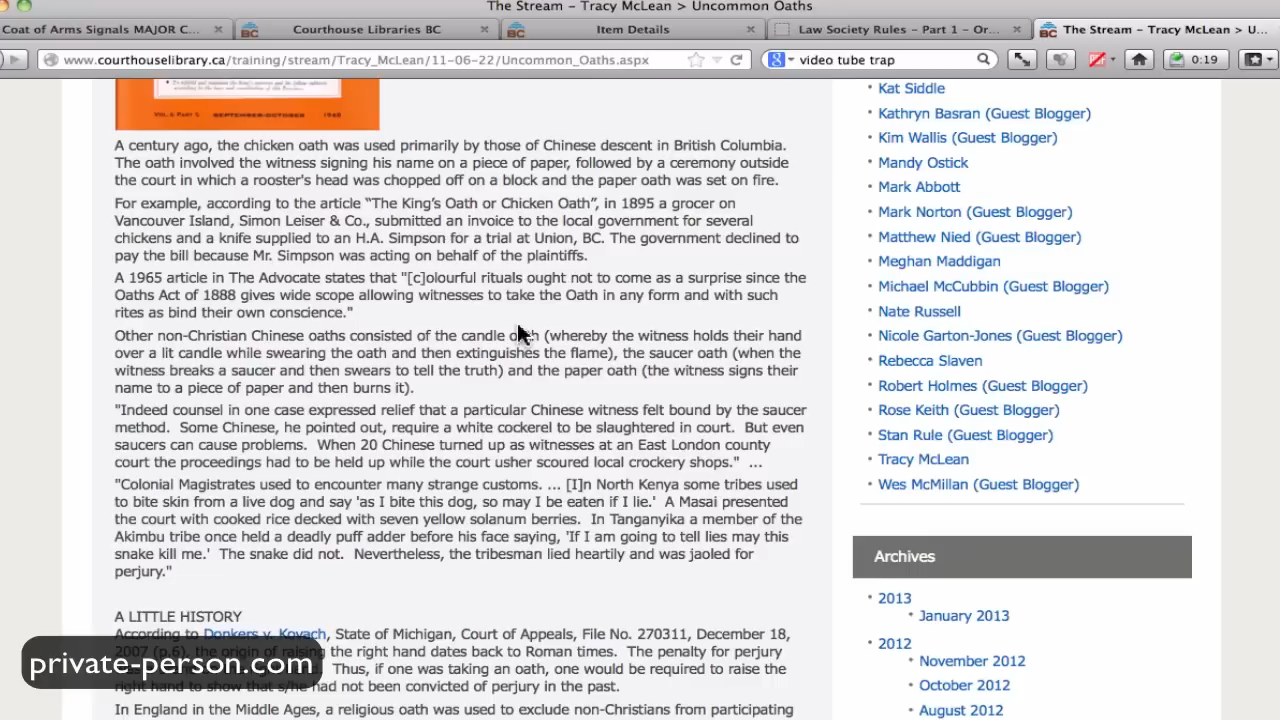 The Stream - Tracy McLean > Uncommon Oaths
Coat of Arms Signals MAJOR C...
Courthouse Libraries BC
Item Details
Law Society Rules - Part 1 - Or...
The Stream - Tracy McLean > U...
www.courthouselibrary.ca/training/stream/Tracy_McLean/11-06-22/Uncommon_Oaths.aspx
video tube trap
0:19
VOL. 6 PART 5 SEPTEMBER-OCTOBER 1948
A century ago, the chicken oath was used primarily by those of Chinese descent in British Columbia.
The oath involved the witness signing his name on a piece of paper, followed by a ceremony outside
the court in which a rooster's head was chopped off on a block and the paper oath was set on fire.
For example, according to the article “The King’s Oath or Chicken Oath”, in 1895 a grocer on
Vancouver Island, Simon Leiser & Co., submitted an invoice to the local government for several
chickens and a knife supplied to an H.A. Simpson for a trial at Union, BC. The government declined to
pay the bill because Mr. Simpson was acting on behalf of the plaintiffs.
A 1965 article in The Advocate states that "[c]olourful rituals ought not to come as a surprise since the
Oaths Act of 1888 gives wide scope allowing witnesses to take the Oath in any form and with such
rites as bind their own conscience."
Other non-Christian Chinese oaths consisted of the candle oath (whereby the witness holds their hand
over a lit candle while swearing the oath and then extinguishes the flame), the saucer oath (when the
witness breaks a saucer and then swears to tell the truth) and the paper oath (the witness signs their
name to a piece of paper and then burns it).
"Indeed counsel in one case expressed relief that a particular Chinese witness felt bound by the saucer
method. Some Chinese, he pointed out, require a white cockerel to be slaughtered in court. But even
saucers can cause problems. When 20 Chinese turned up as witnesses at an East London county
court the proceedings had to be held up while the court usher scoured local crockery shops." ...
"Colonial Magistrates used to encounter many strange customs. ... [I]n North Kenya some tribes used
to bite skin from a live dog and say 'as I bite this dog, so may I be eaten if I lie.' A Masai presented
the court with cooked rice decked with seven yellow solanum berries. In Tanganyika a member of the
Akimbu tribe once held a deadly puff adder before his face saying, 'If I am going to tell lies may this
snake kill me.' The snake did not. Nevertheless, the tribesman lied heartily and was jaoled for
perjury."
A LITTLE HISTORY
According to Donkers v. Kovach, State of Michigan, Court of Appeals, File No. 270311, December 18,
2007 (p.6), the origin of raising the right hand dates back to Roman times. The penalty for perjury
Thus, if one was taking an oath, one would be required to raise the
right hand to show that s/he had not been convicted of perjury in the past.
In England in the Middle Ages, a religious oath was used to exclude non-Christians from participating
private-person.com
Kat Siddle
Kathryn Basran (Guest Blogger)
Kim Wallis (Guest Blogger)
Mandy Ostick
Mark Abbott
Mark Norton (Guest Blogger)
Matthew Nied (Guest Blogger)
Meghan Maddigan
Michael McCubbin (Guest Blogger)
Nate Russell
Nicole Garton-Jones (Guest Blogger)
Rebecca Slaven
Robert Holmes (Guest Blogger)
Rose Keith (Guest Blogger)
Stan Rule (Guest Blogger)
Tracy McLean
Wes McMillan (Guest Blogger)
Archives
2013
January 2013
2012
November 2012
October 2012
August 2012